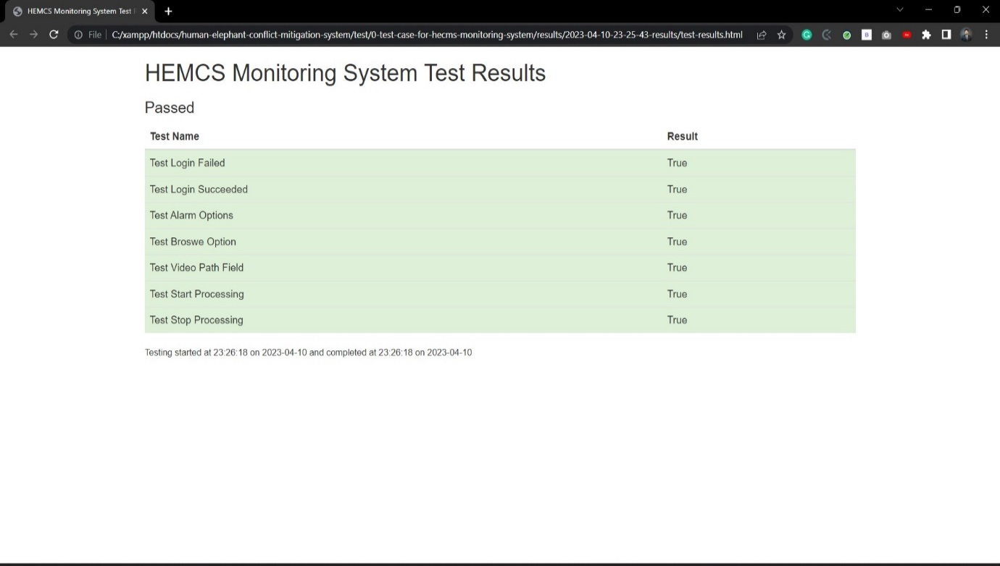 HEMCS Monitoring System Test
File C:/xampp/htdocs/human-elephant-conflict-mitigation-system/test/0-test-case-for-hecms-monitoring-system/results/2023-04-10-23-25-43-results/test-results.html
HEMCS Monitoring System Test Results
Passed
Test Name Result
Test Login Failed True
Test Login Succeeded True
Test Alarm Options True
Test Broswe Option True
Test Video Path Field True
Test Start Processing True
Test Stop Processing True
Testing started at 23:26:18 on 2023-04-10 and completed at 23:26:18 on 2023-04-10